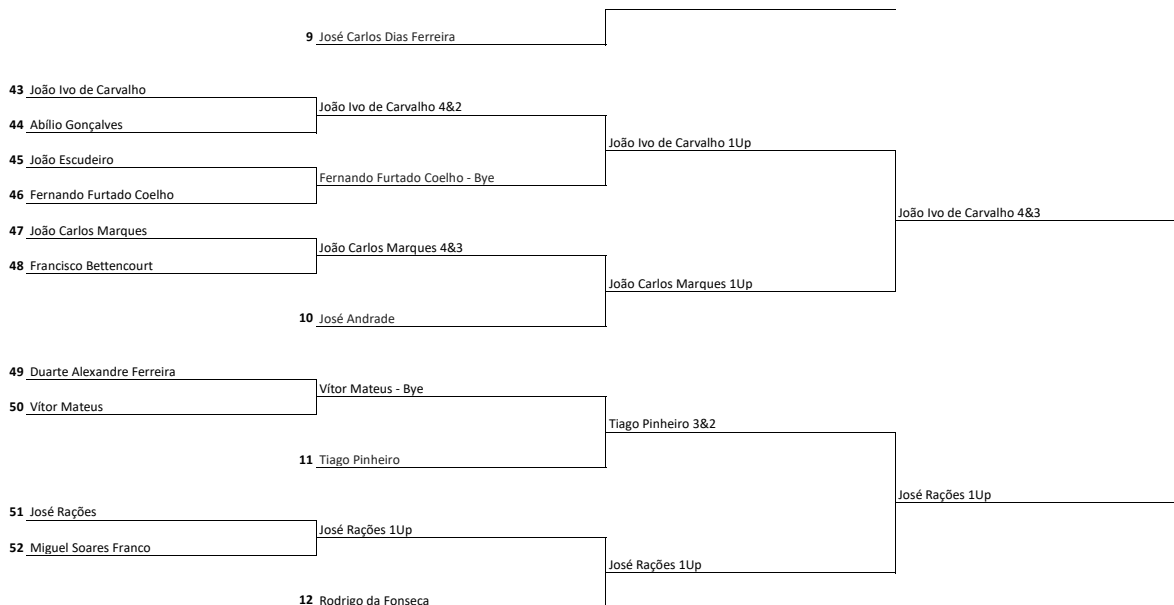 9 José Carlos Dias Ferreira
43 João Ivo de Carvalho
João Ivo de Carvalho 4&2
44 Abílio Gonçalves
João Ivo de Carvalho 1Up
45 João Escudeiro
Fernando Furtado Coelho - Bye
46 Fernando Furtado Coelho
João Ivo de Carvalho 4&3
47 João Carlos Marques
João Carlos Marques 4&3
48 Francisco Bettencourt
João Carlos Marques 1Up
10 José Andrade
49 Duarte Alexandre Ferreira
Vítor Mateus - Bye
50 Vítor Mateus
Tiago Pinheiro 3&2
11 Tiago Pinheiro
José Rações 1Up
51 José Rações
José Rações 1Up
52 Miguel Soares Franco
José Rações 1Up
12 Rodrigo da Fonseca